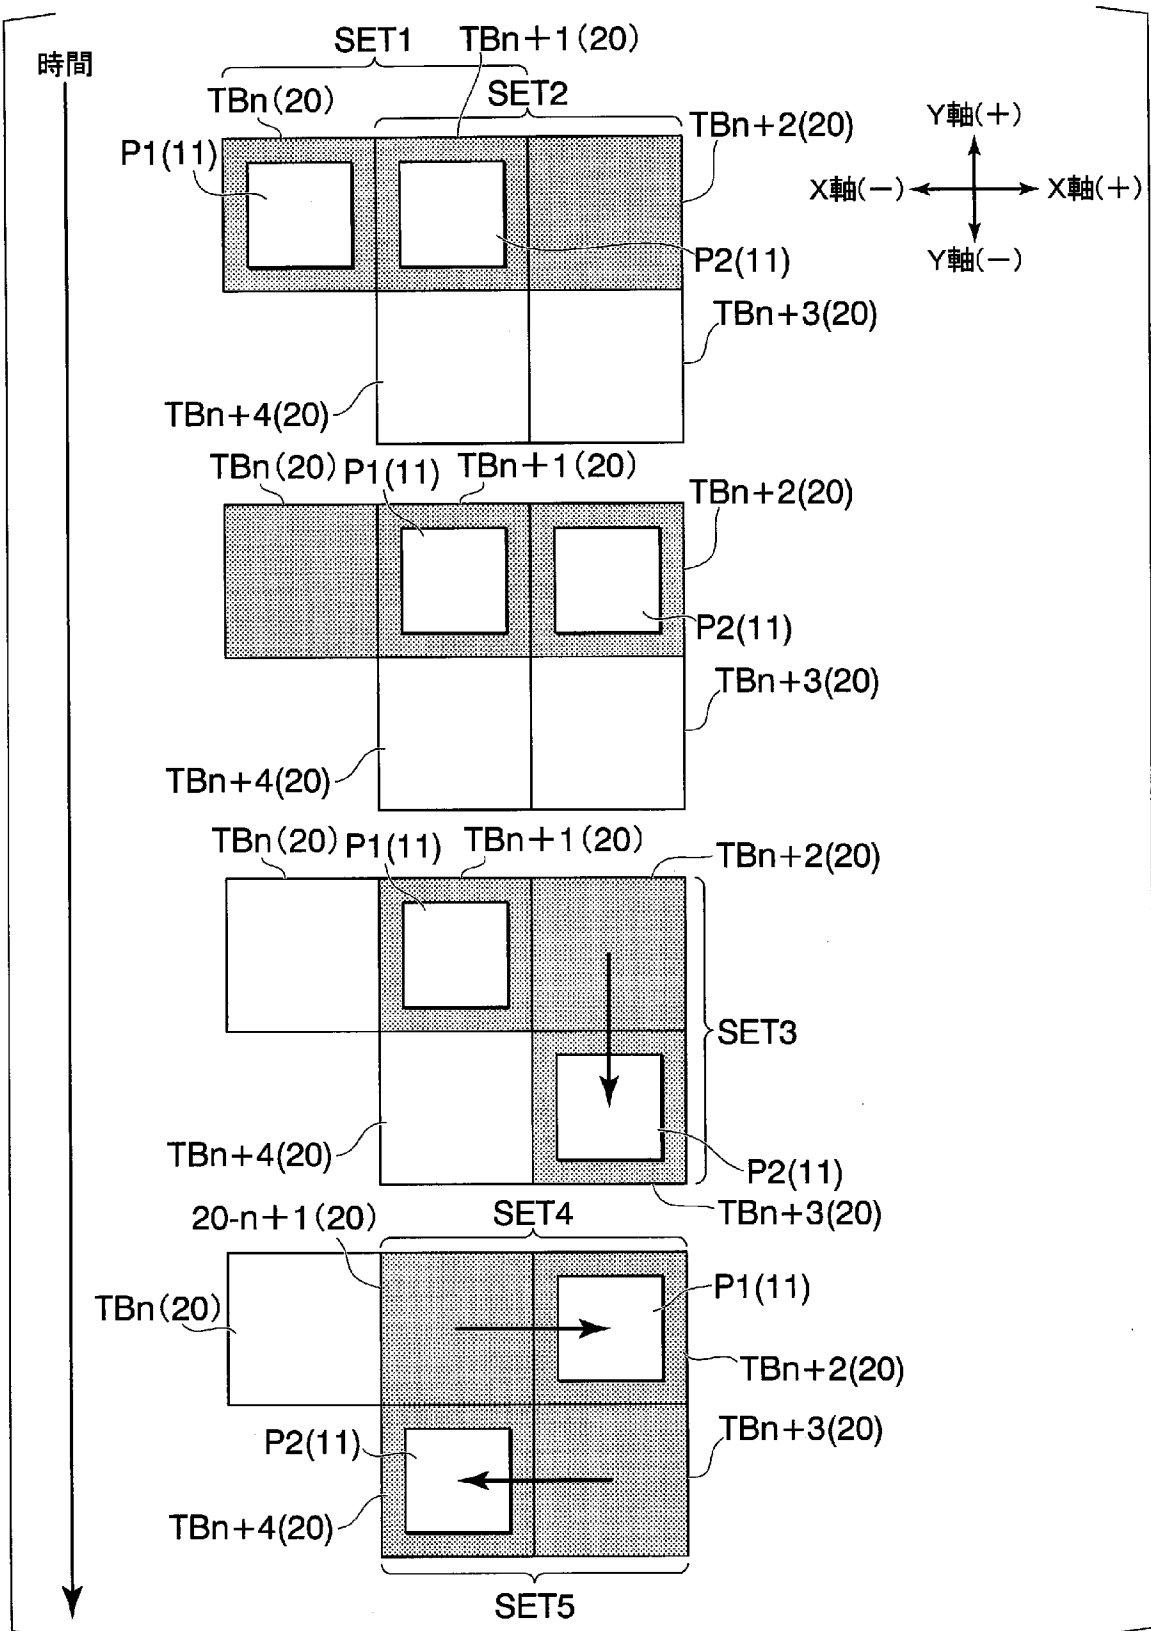 時間
SET1
TBn+1(20)
TBn(20)
SET2
TBn+2(20)
P1(11)
P2(11)
TBn+3(20)
TBn+4(20)
Y軸(+)
X軸(−)
X軸(+)
Y軸(−)
TBn(20)
P1(11)
TBn+1(20)
TBn+2(20)
P2(11)
TBn+3(20)
TBn+4(20)
TBn(20)
P1(11)
TBn+1(20)
TBn+2(20)
SET3
TBn+4(20)
P2(11)
TBn+3(20)
20-n+1(20)
SET4
TBn(20)
P1(11)
TBn+2(20)
P2(11)
TBn+3(20)
TBn+4(20)
SET5